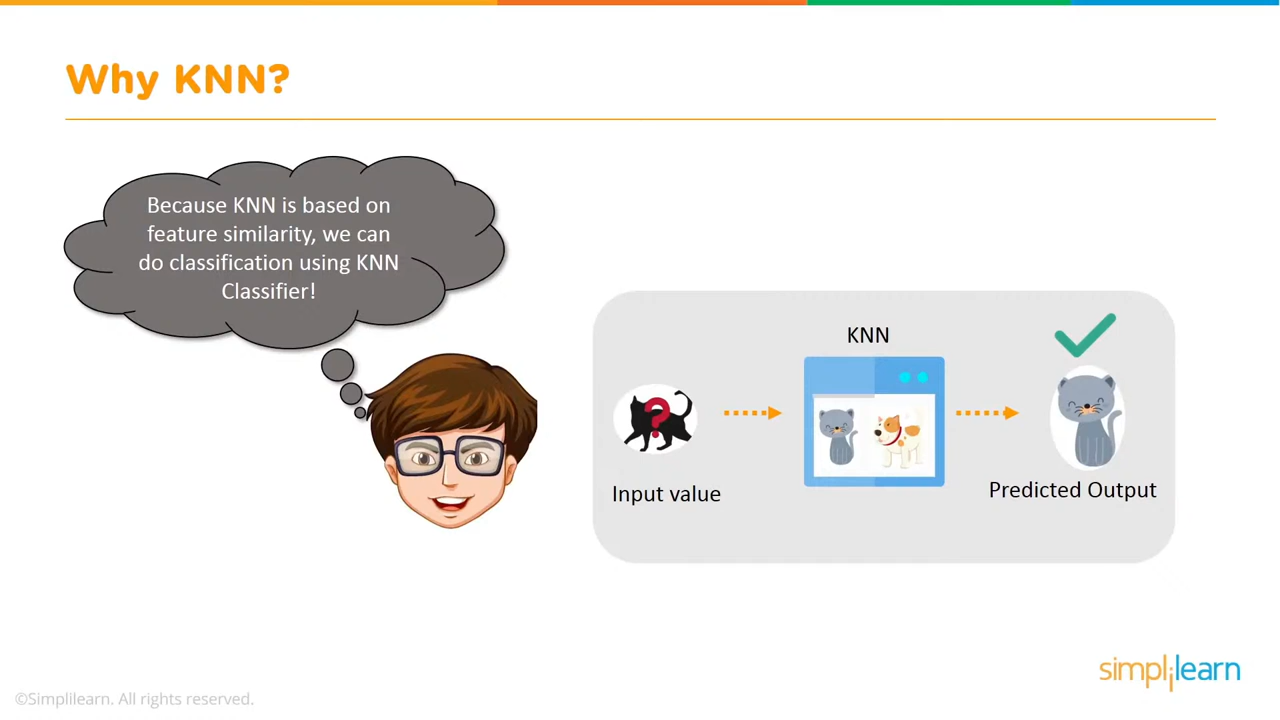 Why KNN?
Because KNN is based on
feature similarity, we can
do classification using KNN
Classifier!
KNN
?
Input value
Predicted Output
simplilearn
©Simplilearn. All rights reserved.